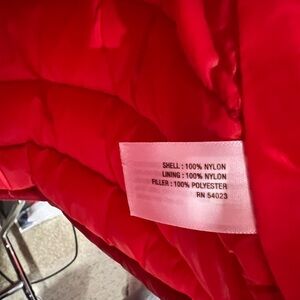 SHELL : 100% NYLON
LINING : 100% NYLON
FILLER : 100% POLYESTER
RN 54023